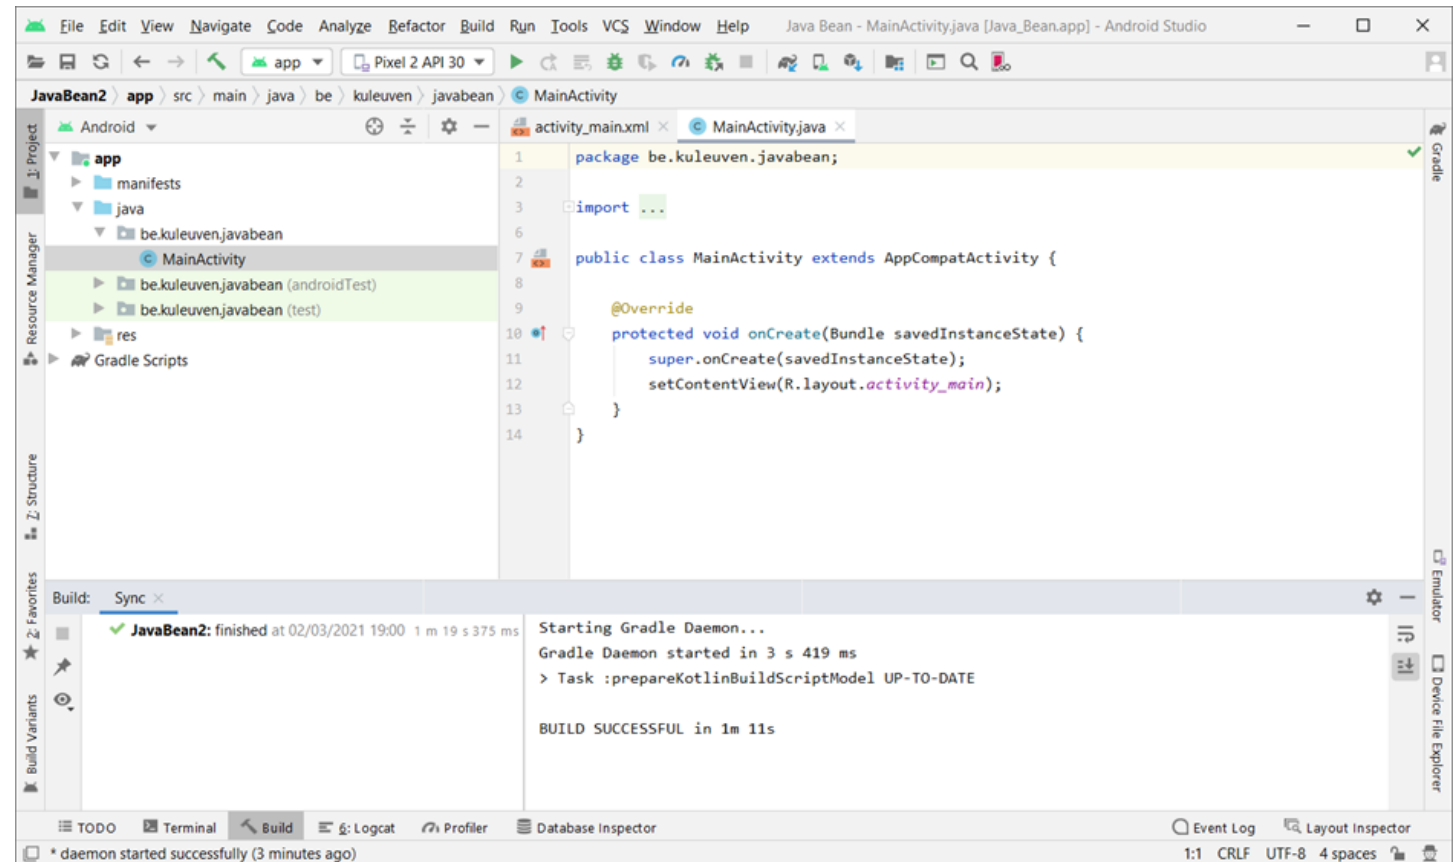 File Edit View Navigate Code Analyze Refactor Build Run Tools VCS Window Help Java Bean - MainActivity.java [Java_Bean.app] - Android Studio
app Pixel 2 API 30
JavaBean2 app src main java be kuleuven javabean MainActivity
1: Project
Resource Manager
Z: Structure
2: Favorites
Build Variants
Android
app
manifests
java
be.kuleuven.javabean
MainActivity
be.kuleuven.javabean (androidTest)
be.kuleuven.javabean (test)
res
Gradle Scripts
activity_main.xml MainActivity.java
1 package be.kuleuven.javabean;
2
3 import ...
6
7 public class MainActivity extends AppCompatActivity {
8
9 @Override
10 protected void onCreate(Bundle savedInstanceState) {
11 super.onCreate(savedInstanceState);
12 setContentView(R.layout.activity_main);
13 }
14 }
Gradle
Emulator
Device File Explorer
Build: Sync
JavaBean2: finished at 02/03/2021 19:00 1 m 19 s 375 ms
Starting Gradle Daemon...
Gradle Daemon started in 3 s 419 ms
> Task :prepareKotlinBuildScriptModel UP-TO-DATE
BUILD SUCCESSFUL in 1m 11s
TODO Terminal Build 6: Logcat Profiler Database Inspector Event Log Layout Inspector
* daemon started successfully (3 minutes ago) 1:1 CRLF UTF-8 4 spaces